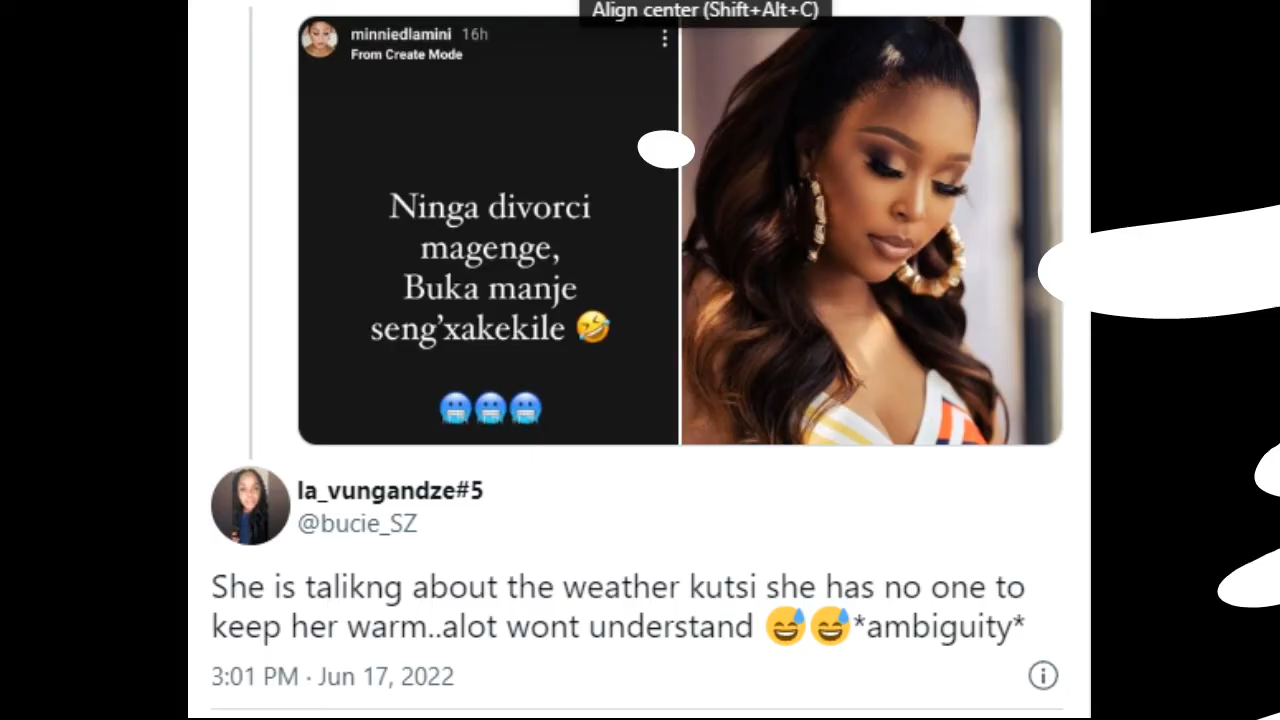 Align center (Shift+Alt+C)
minniedlamini 16h
From Create Mode
Ninga divorci
magenge,
Buka manje
seng’xakekile 🤣
🥶🥶🥶
la_vungandze#5
@bucie_SZ
She is talikng about the weather kutsi she has no one to
keep her warm..alot wont understand 😅😅*ambiguity*
3:01 PM · Jun 17, 2022